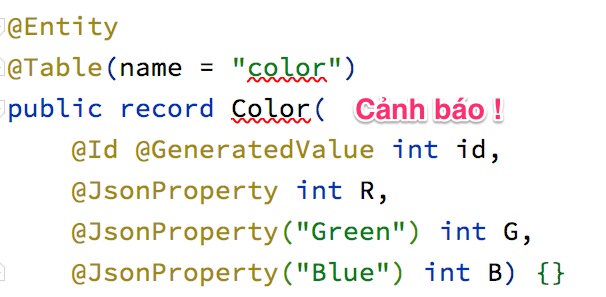 @Entity
@Table(name = "color")
public record Color( Cảnh báo !
@Id @GeneratedValue int id,
@JsonProperty int R,
@JsonProperty("Green") int G,
@JsonProperty("Blue") int B) {}